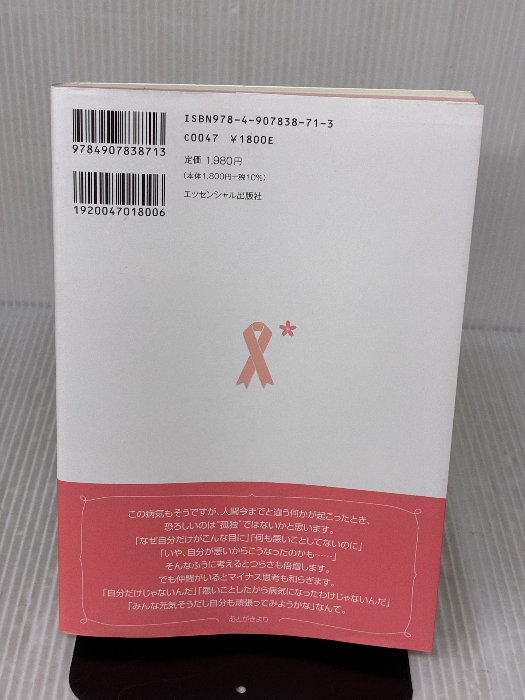 ISBN978-4-907838-71-3
C0047 ¥1800E
定価 1,980円
(本体1,800円+税10%)
エッセンシャル出版社
9784907838713
1920047018006
この病気もそうですが、人間今までと違う何かが起こったとき、
恐ろしいのは“孤独”ではないかと思います。
「なぜ自分だけがこんな目に」「何も悪いことしてないのに」
「いや、自分が悪いからこうなったのかも……」
そんなふうに考えるとつらさも倍増します。
でも仲間がいるとマイナス思考も和らぎます。
「自分だけじゃないんだ」「悪いことしたから病気になったわけじゃないんだ」
「みんな元気そうだし自分も頑張ってみようかな」なんて。
あとがきより